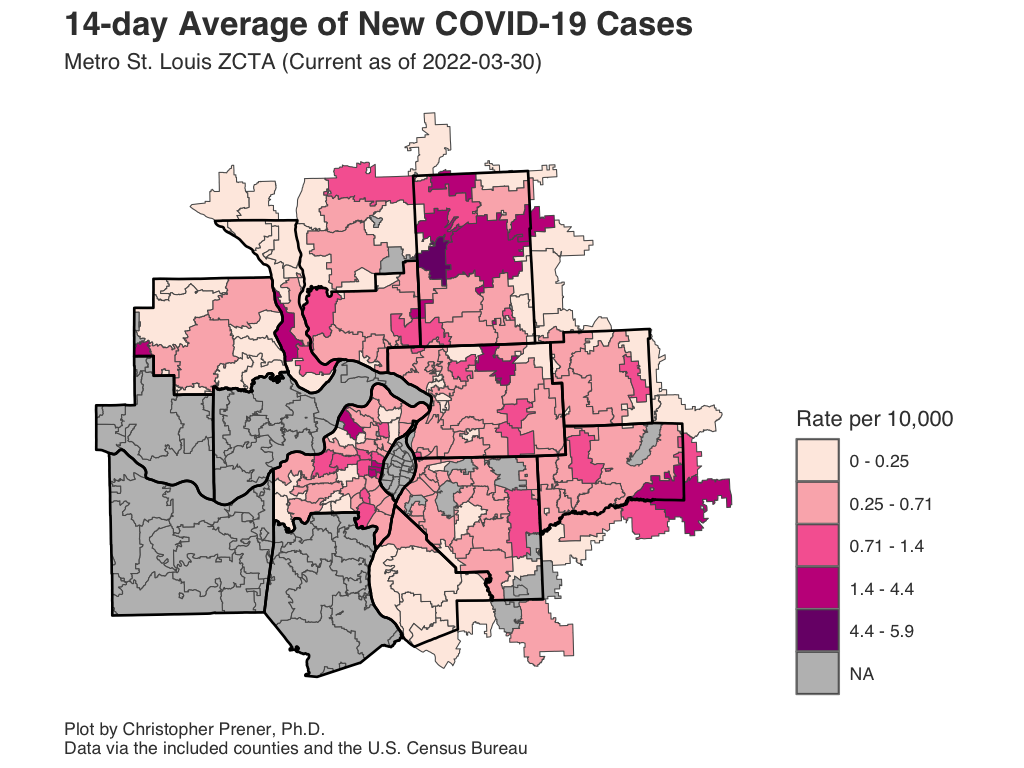 14-day Average of New COVID-19 Cases
Metro St. Louis ZCTA (Current as of 2022-03-30)
Rate per 10,000
0 - 0.25
0.25 - 0.71
0.71 - 1.4
1.4 - 4.4
4.4 - 5.9
NA
Plot by Christopher Prener, Ph.D.
Data via the included counties and the U.S. Census Bureau